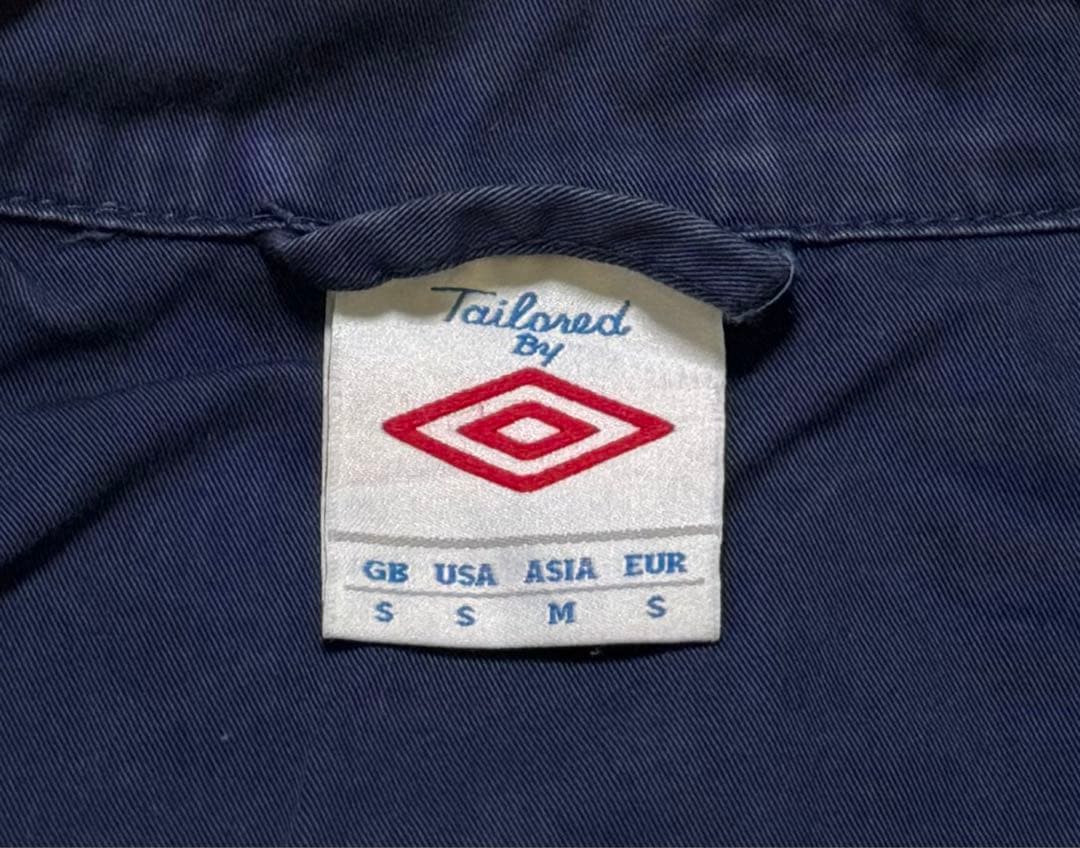 Tailored
By
GB USA ASIA EUR
S S M S